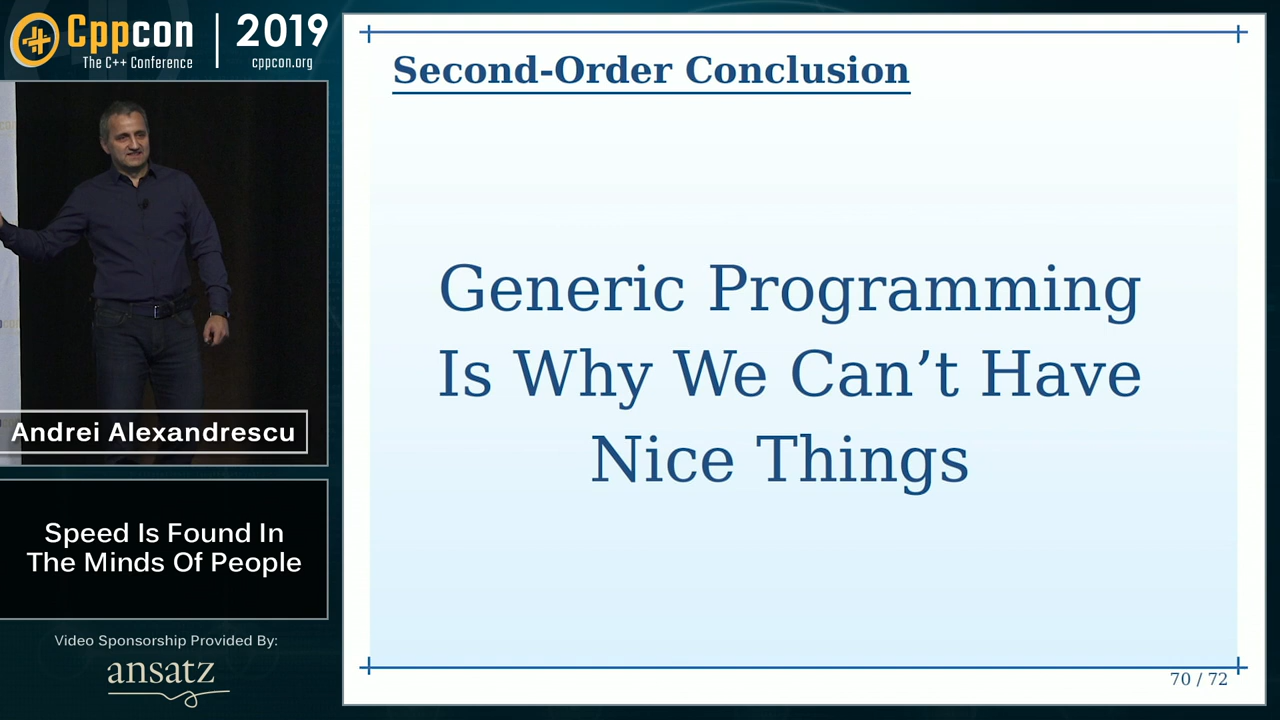 Cppcon
The C++ Conference
2019
cppcon.org
Andrei Alexandrescu
Speed Is Found In
The Minds Of People
Video Sponsorship Provided By:
ansatz
Second-Order Conclusion
Generic Programming
Is Why We Can’t Have
Nice Things
70 / 72